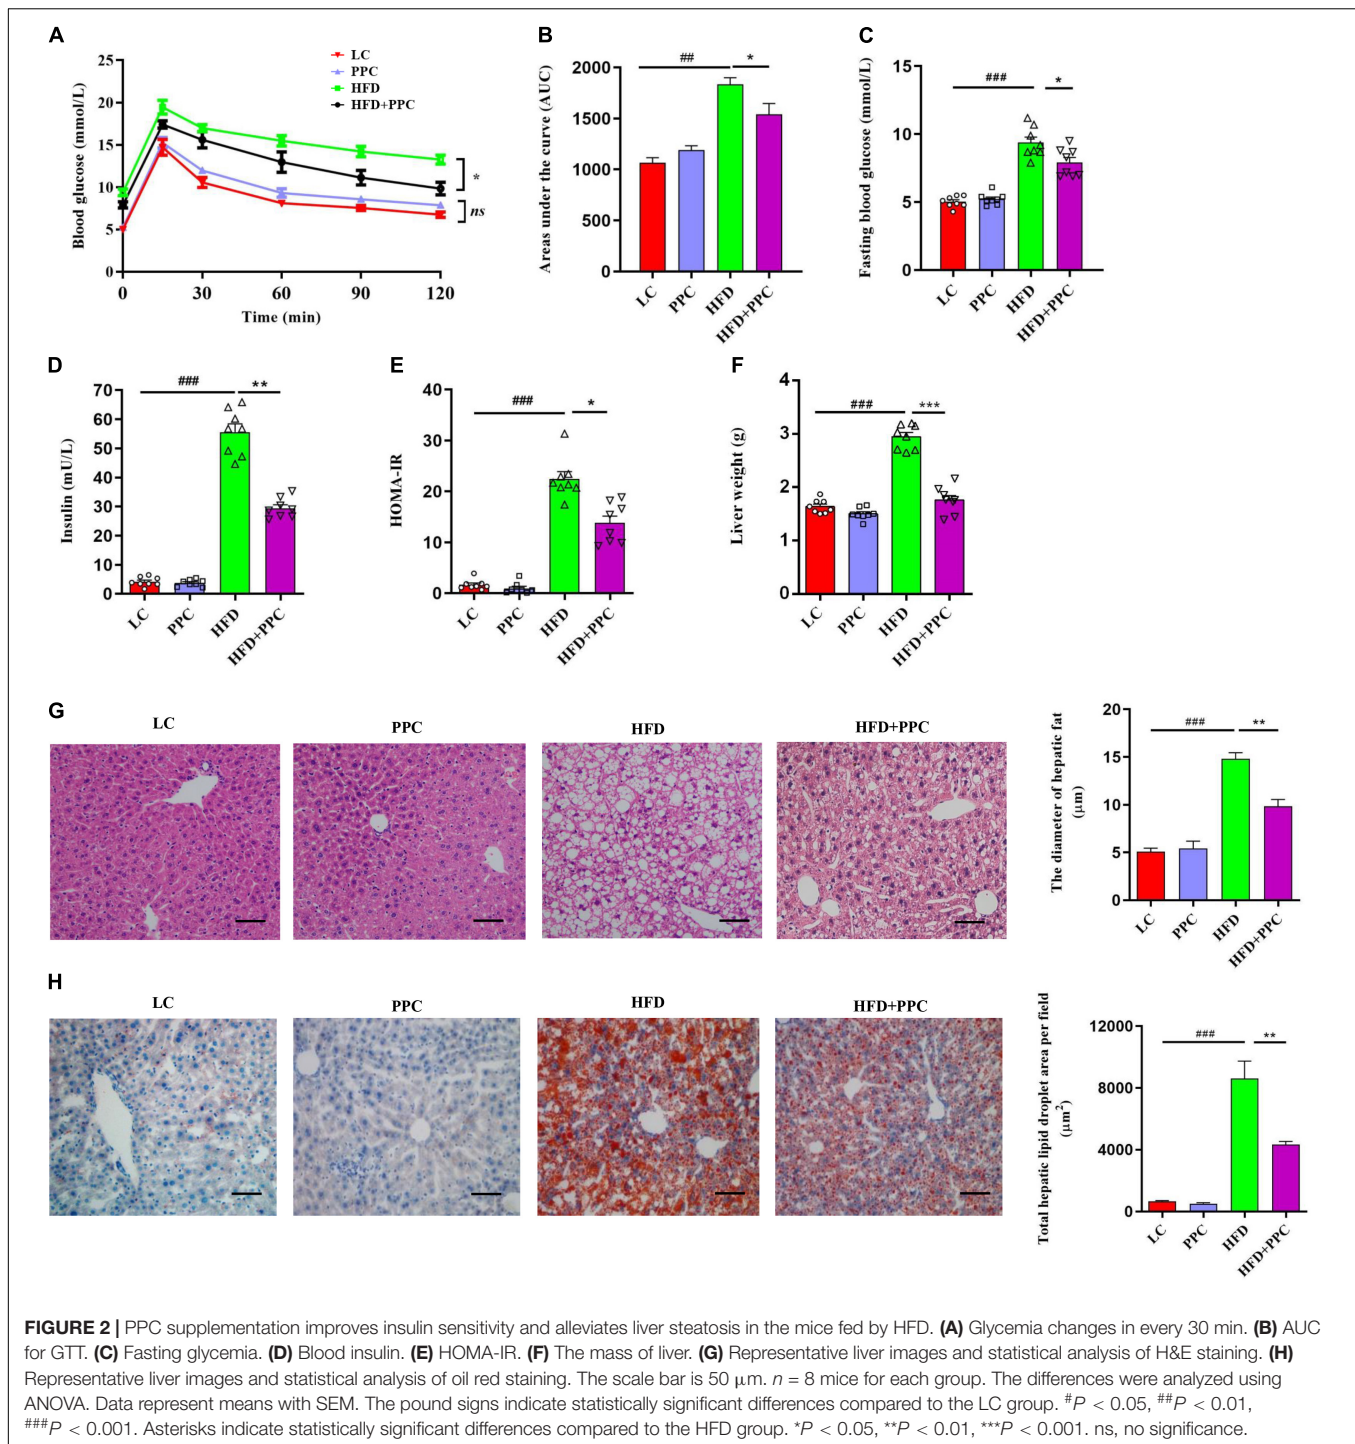 A
Blood glucose (mmol/L)
25
20
15
10
5
0
0 30 60 90 120
Time (min)
LC
PPC
HFD
HFD+PPC
*
ns
B
Areas under the curve (AUC)
2000
1500
1000
500
0
## *
LC PPC HFD HFD+PPC
C
Fasting blood glucose (mmol/L)
15
10
5
0
### *
LC PPC HFD HFD+PPC
D
Insulin (mU/L)
70
60
50
40
30
20
10
0
### **
LC PPC HFD HFD+PPC
E
HOMA-IR
40
30
20
10
0
### *
LC PPC HFD HFD+PPC
F
Liver weight (g)
4
3
2
1
0
### ***
LC PPC HFD HFD+PPC
G
LC PPC HFD HFD+PPC
The diameter of hepatic fat
(μm)
20
15
10
5
0
### **
LC PPC HFD HFD+PPC
H
LC PPC HFD HFD+PPC
Total hepatic lipid droplet area per field
(μm²)
12000
8000
4000
0
### **
LC PPC HFD HFD+PPC
FIGURE 2 | PPC supplementation improves insulin sensitivity and alleviates liver steatosis in the mice fed by HFD. (A) Glycemia changes in every 30 min. (B) AUC
for GTT. (C) Fasting glycemia. (D) Blood insulin. (E) HOMA-IR. (F) The mass of liver. (G) Representative liver images and statistical analysis of H&E staining. (H)
Representative liver images and statistical analysis of oil red staining. The scale bar is 50 μm. n = 8 mice for each group. The differences were analyzed using
ANOVA. Data represent means with SEM. The pound signs indicate statistically significant differences compared to the LC group. #P < 0.05, ##P < 0.01,
###P < 0.001. Asterisks indicate statistically significant differences compared to the HFD group. *P < 0.05, **P < 0.01, ***P < 0.001. ns, no significance.